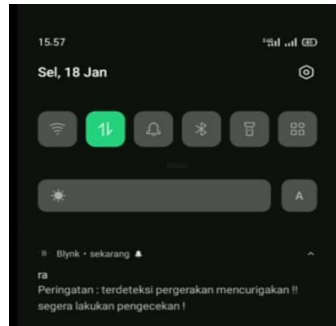 15.57
Sel, 18 Jan
A
Blynk • sekarang
ra
Peringatan : terdeteksi pergerakan mencurigakan !!
segera lakukan pengecekan !